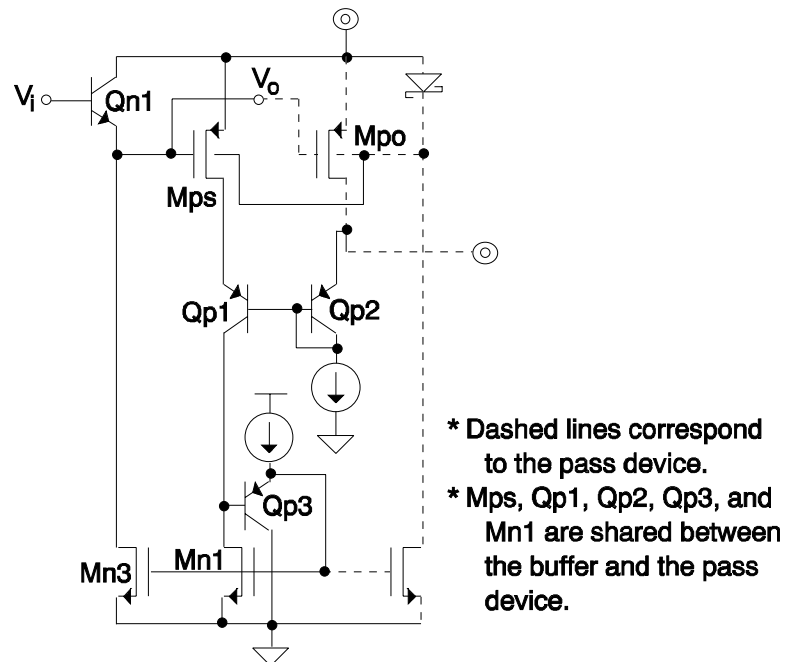 Vi
Qn1
Vo
Mpo
Mps
Qp1
Qp2
Qp3
Mn3
Mn1
* Dashed lines correspond
to the pass device.
* Mps, Qp1, Qp2, Qp3, and
Mn1 are shared between
the buffer and the pass
device.